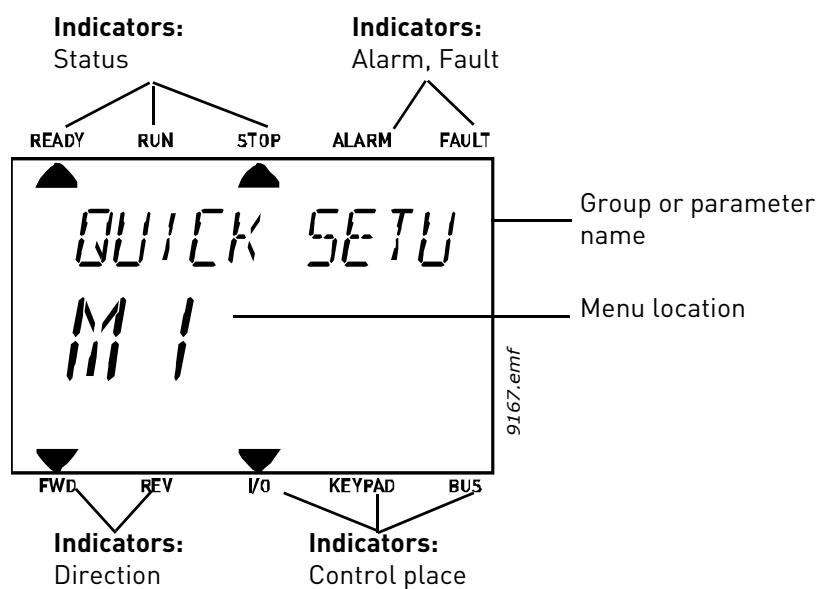 Indicators:
Status
Indicators:
Alarm, Fault
READY RUN STOP ALARM FAULT
QUICK SETU
Group or parameter
name
M 1
Menu location
9167.emf
FWD REV I/O KEYPAD BUS
Indicators:
Direction
Indicators:
Control place